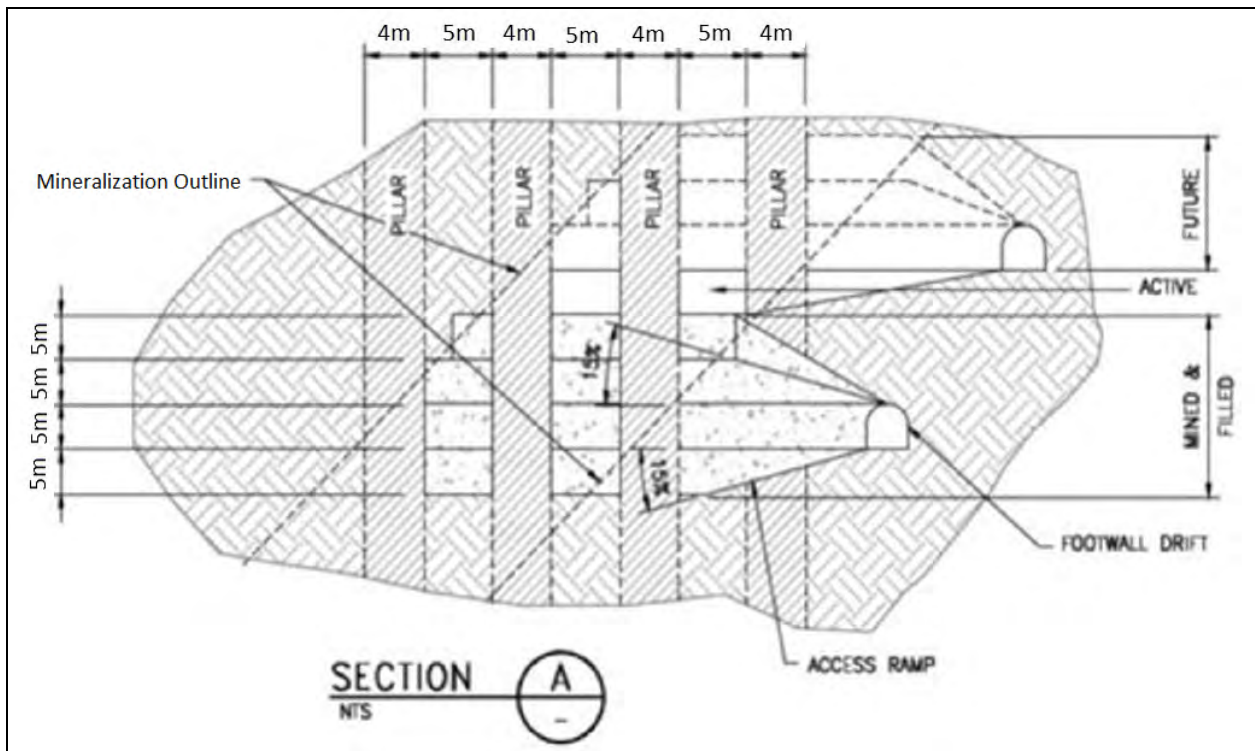 4m 5m 4m 5m 4m 5m 4m
Mineralization Outline
PILLAR
PILLAR
PILLAR
PILLAR
FUTURE
ACTIVE
5m
5m
5m
5m
15%
15%
MINED &
FILLED
FOOTWALL DRIFT
ACCESS RAMP
SECTION A
NTS -